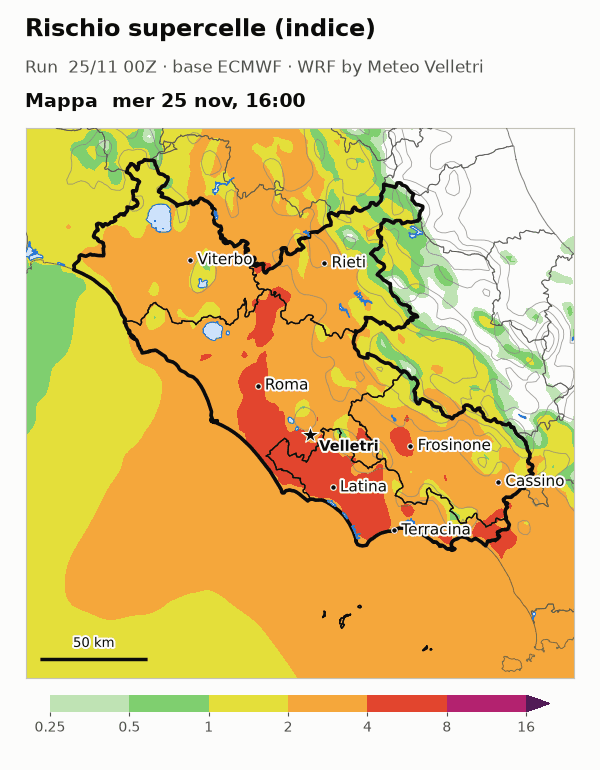 Rischio supercelle (indice)
Run  25/11 00Z · base ECMWF · WRF by Meteo Velletri
Mappa  mer 25 nov, 16:00
Viterbo
Rieti
Roma
Velletri
Frosinone
Latina
Cassino
Terracina
50 km
0.25 0.5 1 2 4 8 16